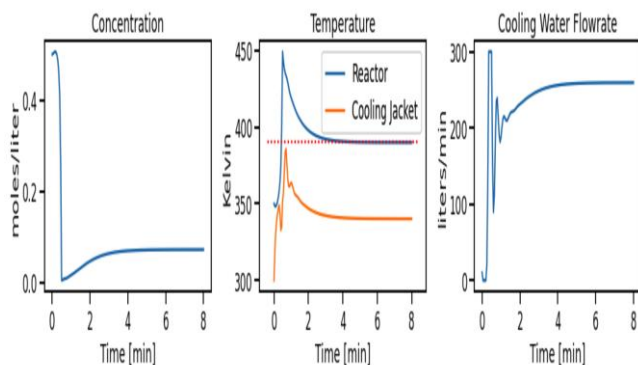 Concentration
moles/liter
0.4
0.2
0.0
0 2 4 6 8
Time [min]
Temperature
Kelvin
450
400
350
300
Reactor
Cooling Jacket
0 2 4 6 8
Time [min]
Cooling Water Flowrate
liters/min
300
200
100
0
0 2 4 6 8
Time [min]